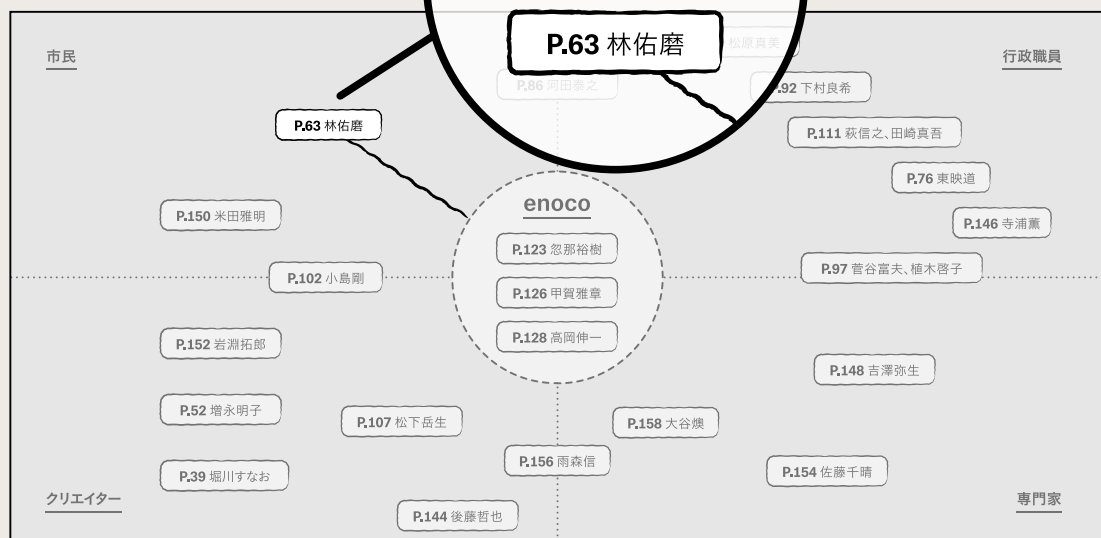 P.63 林佑磨
松原真美
市民
行政職員
P.86 河田泰之
P.92 下村良希
P.63 林佑磨
P.111 萩信之、田崎真吾
P.76 東映道
enoco
P.150 米田雅明
P.146 寺浦薫
P.123 忽那裕樹
P.97 菅谷富夫、植木啓子
P.102 小島剛
P.126 甲賀雅章
P.128 高岡伸一
P.152 岩淵拓郎
P.148 吉澤弥生
P.52 増永明子
P.107 松下岳生
P.158 大谷燠
P.156 雨森信
P.154 佐藤千晴
P.39 堀川すなお
クリエイター
専門家
P.144 後藤哲也